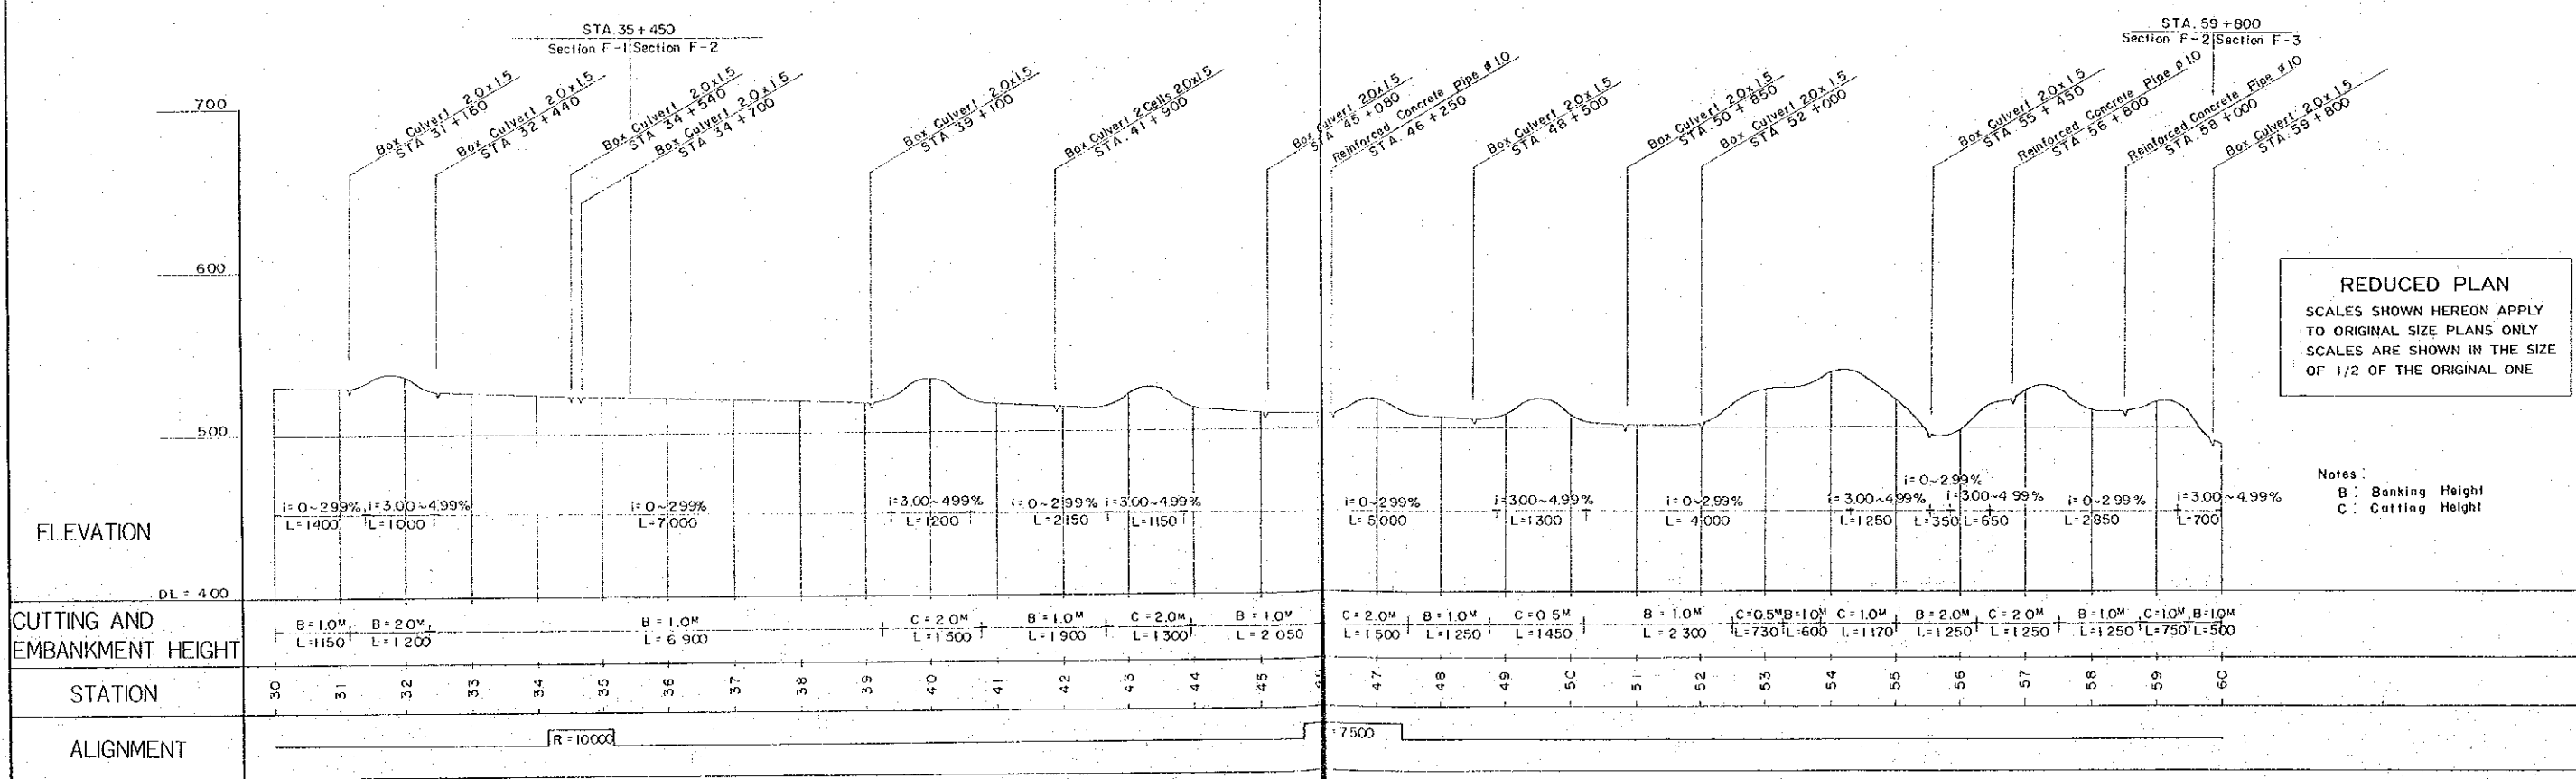 STA. 35+450
Section F-1 Section F-2
STA. 59+800
Section F-2 Section F-3
Box Culvert 2.0x1.5
STA 31+160
Box Culvert 2.0x1.5
STA 32+440
Box Culvert 2.0x1.5
STA 34+540
Box Culvert 2.0x1.5
STA 34+700
Box Culvert 2.0x1.5
STA 39+100
Box Culvert 2 Cells 2.0x1.5
STA. 41+900
Box Culvert 2.0x1.5
STA 45+080
Reinforced Concrete Pipe ø1.0
STA. 46+250
Box Culvert 2.0x1.5
STA 48+500
Box Culvert 2.0x1.5
STA. 50+850
Box Culvert 2.0x1.5
STA 52+000
Box Culvert 2.0x1.5
STA. 55+450
Reinforced Concrete Pipe ø1.0
STA. 56+800
Reinforced Concrete Pipe ø1.0
STA. 58+000
Box Culvert 2.0x1.5
STA. 59+800
700
600
500
DL = 400
ELEVATION
i=0~2.99% i=3.00~4.99% i=0~2.99% i=3.00~4.99% i=0~2.99% i=3.00~4.99% i=0~2.99% i=3.00~4.99% i=0~2.99% i=3.00~4.99% i=0~2.99% i=3.00~4.99% i=0~2.99% i=3.00~4.99%
L=1400 L=1000 L=7,000 L=1200 L=2,150 L=1150 L=5,000 L=1300 L=4,000 L=1250 L=350 L=650 L=2,850 L=700
REDUCED PLAN
SCALES SHOWN HEREON APPLY
TO ORIGINAL SIZE PLANS ONLY
SCALES ARE SHOWN IN THE SIZE
OF 1/2 OF THE ORIGINAL ONE
Notes :
B : Banking Height
C : Cutting Height
CUTTING AND
EMBANKMENT HEIGHT
B=1.0M B=2.0M B=1.0M C=2.0M B=1.0M C=2.0M B=1.0M C=2.0M B=1.0M C=0.5M B=1.0M C=0.5M B=1.0M C=1.0M B=2.0M C=2.0M B=1.0M C=1.0M B=1.0M
L=1150 L=1200 L=6,900 L=1500 L=1900 L=1300 L=2,050 L=1500 L=1250 L=1450 L=2,300 L=730 L=600 L=1170 L=1250 L=1250 L=1250 L=750 L=500
STATION
30 31 32 33 34 35 36 37 38 39 40 41 42 43 44 45 47 48 49 50 51 52 53 54 55 56 57 58 59 60
ALIGNMENT
R=10000
=7500